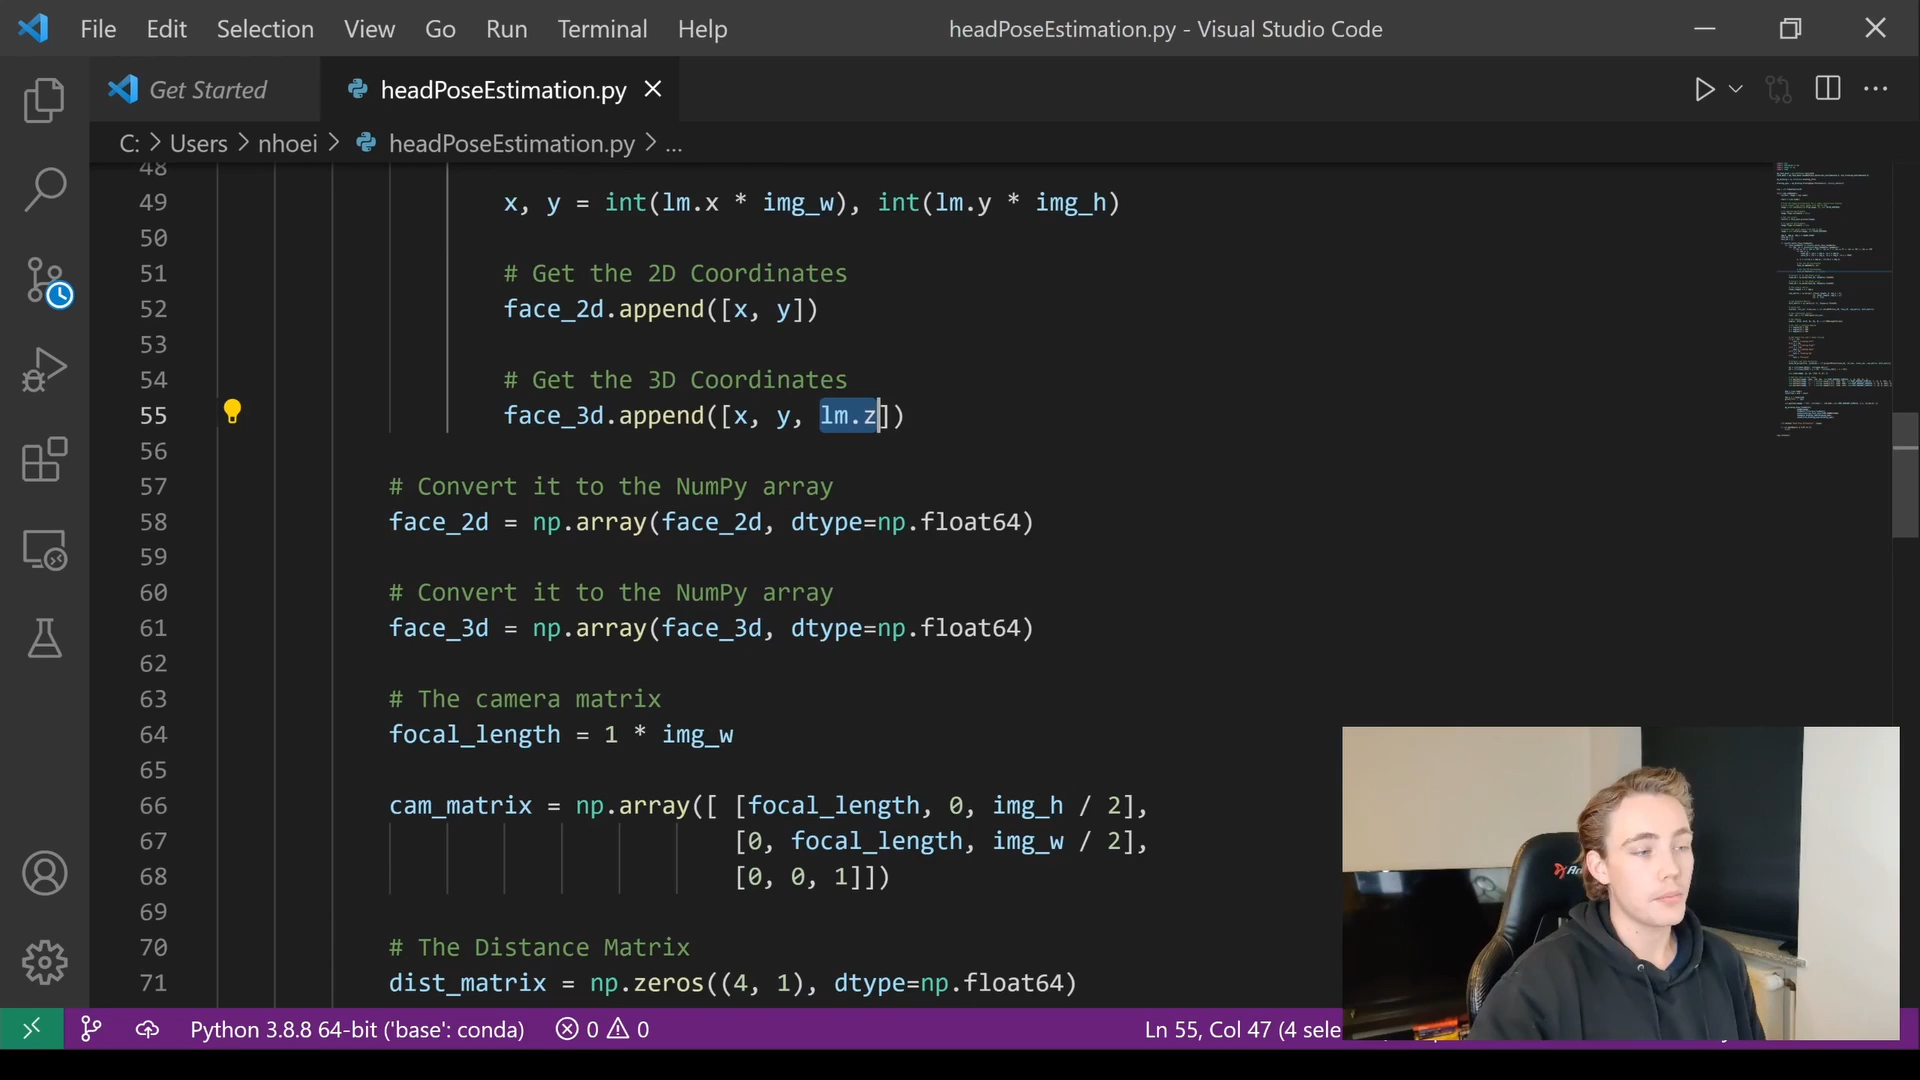 File Edit Selection View Go Run Terminal Help headPoseEstimation.py - Visual Studio Code
Get Started headPoseEstimation.py
C: > Users > nhoei > headPoseEstimation.py > ...
48
49 x, y = int(lm.x * img_w), int(lm.y * img_h)
50
51 # Get the 2D Coordinates
52 face_2d.append([x, y])
53
54 # Get the 3D Coordinates
55 face_3d.append([x, y, lm.z])
56
57 # Convert it to the NumPy array
58 face_2d = np.array(face_2d, dtype=np.float64)
59
60 # Convert it to the NumPy array
61 face_3d = np.array(face_3d, dtype=np.float64)
62
63 # The camera matrix
64 focal_length = 1 * img_w
65
66 cam_matrix = np.array([ [focal_length, 0, img_h / 2],
67 [0, focal_length, img_w / 2],
68 [0, 0, 1]])
69
70 # The Distance Matrix
71 dist_matrix = np.zeros((4, 1), dtype=np.float64)
Python 3.8.8 64-bit ('base': conda) 0 0 Ln 55, Col 47 (4 sele